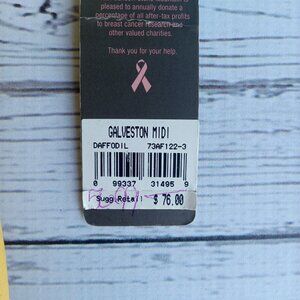 pleased to annually donate a
percentage of all after-tax profits
to breast cancer research and
other valued charities.
Thank you for your help.
GALVESTON MIDI
DAFFODIL 73AF122-3
0 99337 31495 9
Sugg.Retail $ 76.00